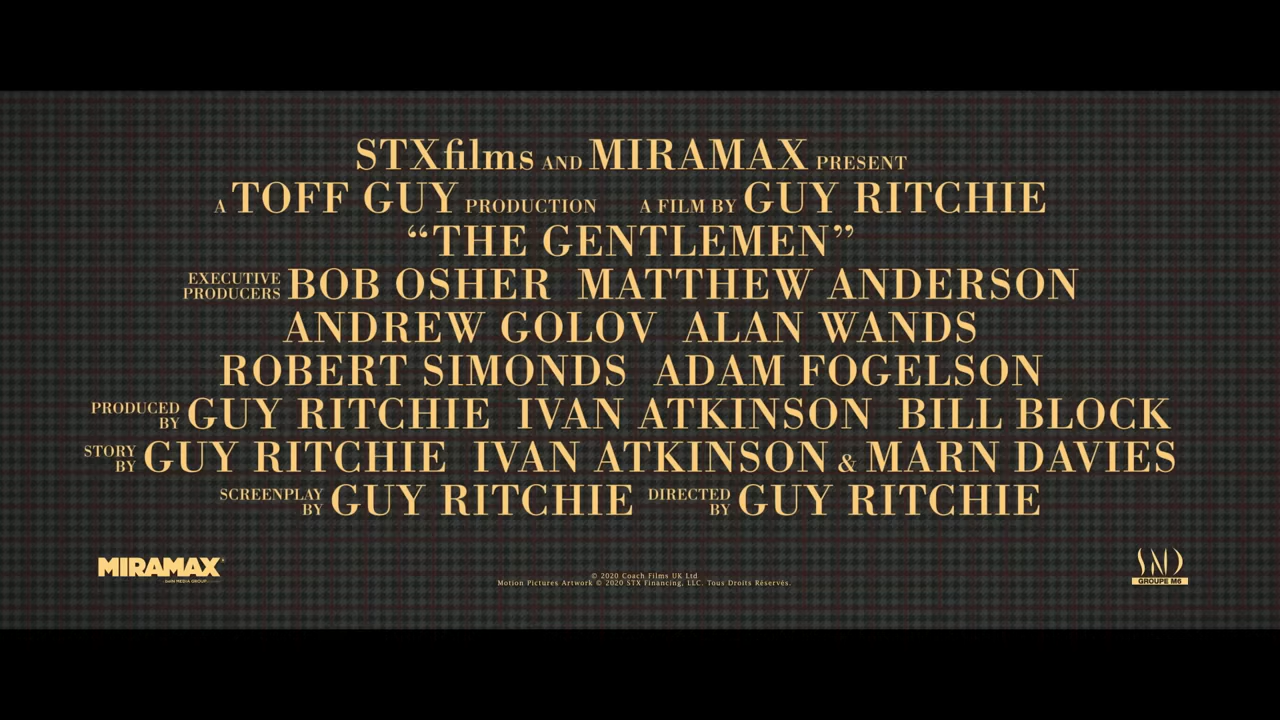 STXfilms AND MIRAMAX PRESENT
A TOFF GUY PRODUCTION A FILM BY GUY RITCHIE
“THE GENTLEMEN”
EXECUTIVE PRODUCERS BOB OSHER MATTHEW ANDERSON
ANDREW GOLOV ALAN WANDS
ROBERT SIMONDS ADAM FOGELSON
PRODUCED BY GUY RITCHIE IVAN ATKINSON BILL BLOCK
STORY BY GUY RITCHIE IVAN ATKINSON & MARN DAVIES
SCREENPLAY BY GUY RITCHIE DIRECTED BY GUY RITCHIE
MIRAMAX
© 2020 Coach Films UK Ltd
Motion Pictures Artwork © 2020 STX Financing, LLC. Tous Droits Réservés.
SND
GROUPE M6